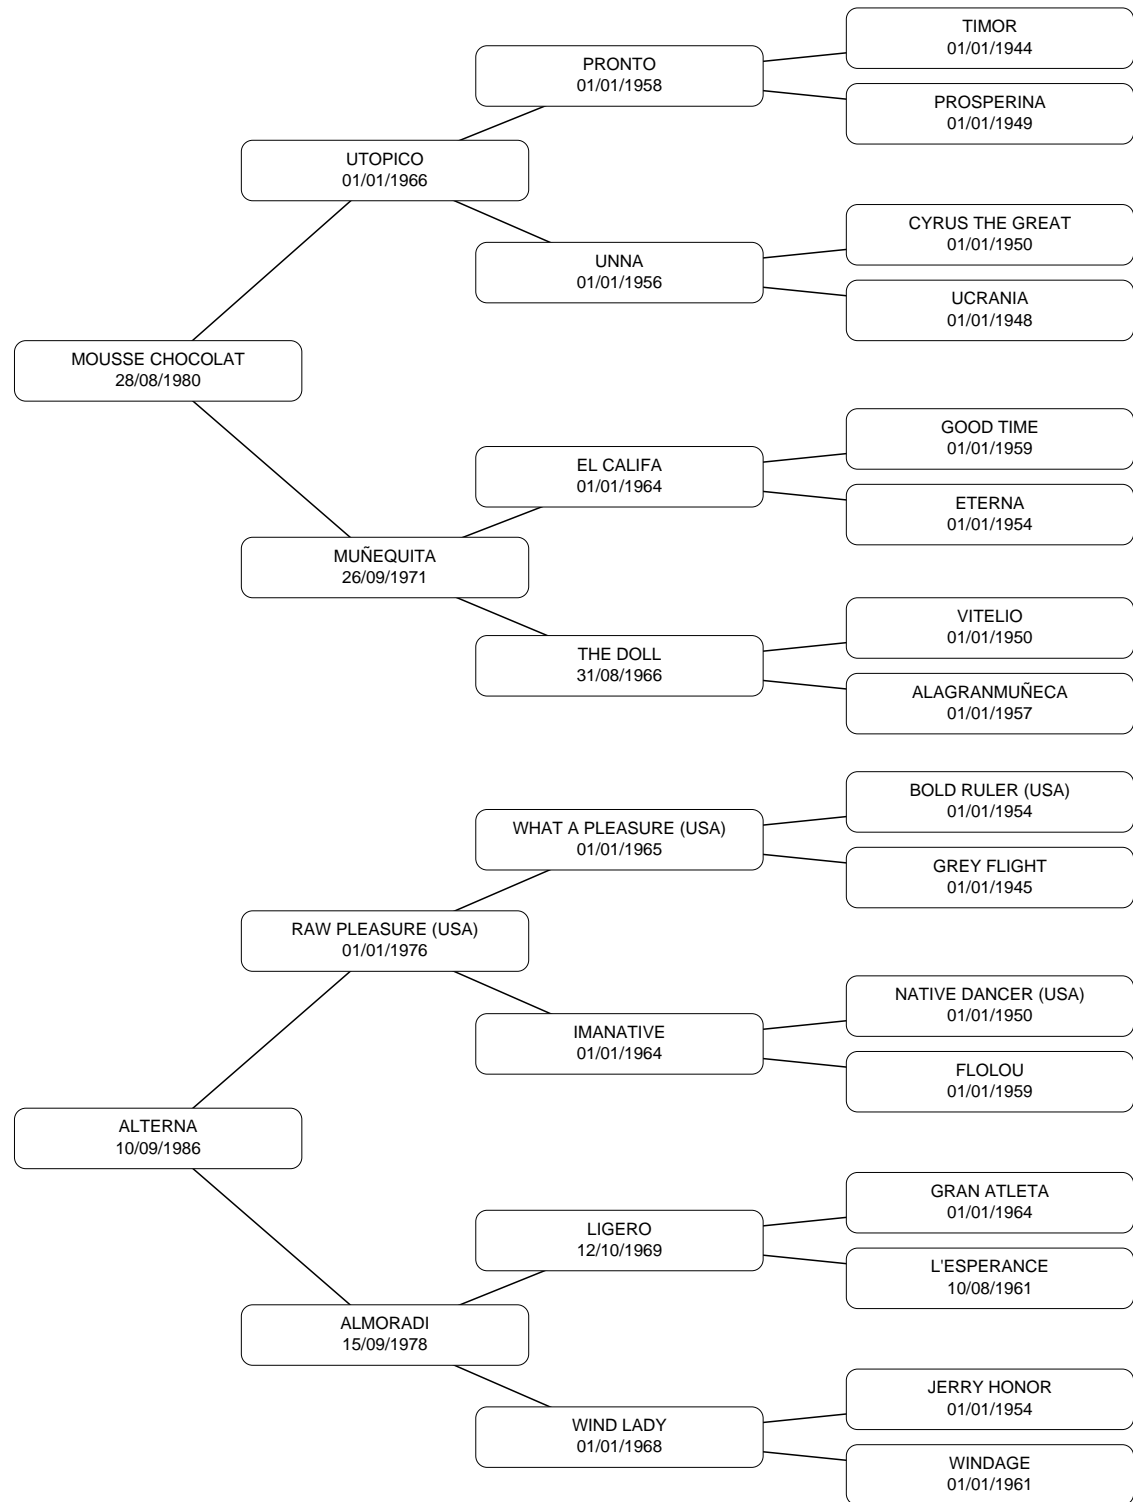 TIMOR
01/01/1944
PRONTO
01/01/1958
PROSPERINA
01/01/1949
UTOPICO
01/01/1966
CYRUS THE GREAT
01/01/1950
UNNA
01/01/1956
UCRANIA
01/01/1948
MOUSSE CHOCOLAT
28/08/1980
GOOD TIME
01/01/1959
EL CALIFA
01/01/1964
ETERNA
01/01/1954
MUÑEQUITA
26/09/1971
VITELIO
01/01/1950
THE DOLL
31/08/1966
ALAGRANMUÑECA
01/01/1957
BOLD RULER (USA)
01/01/1954
WHAT A PLEASURE (USA)
01/01/1965
GREY FLIGHT
01/01/1945
RAW PLEASURE (USA)
01/01/1976
NATIVE DANCER (USA)
01/01/1950
IMANATIVE
01/01/1964
FLOLOU
01/01/1959
ALTERNA
10/09/1986
GRAN ATLETA
01/01/1964
LIGERO
12/10/1969
L'ESPERANCE
10/08/1961
ALMORADI
15/09/1978
JERRY HONOR
01/01/1954
WIND LADY
01/01/1968
WINDAGE
01/01/1961